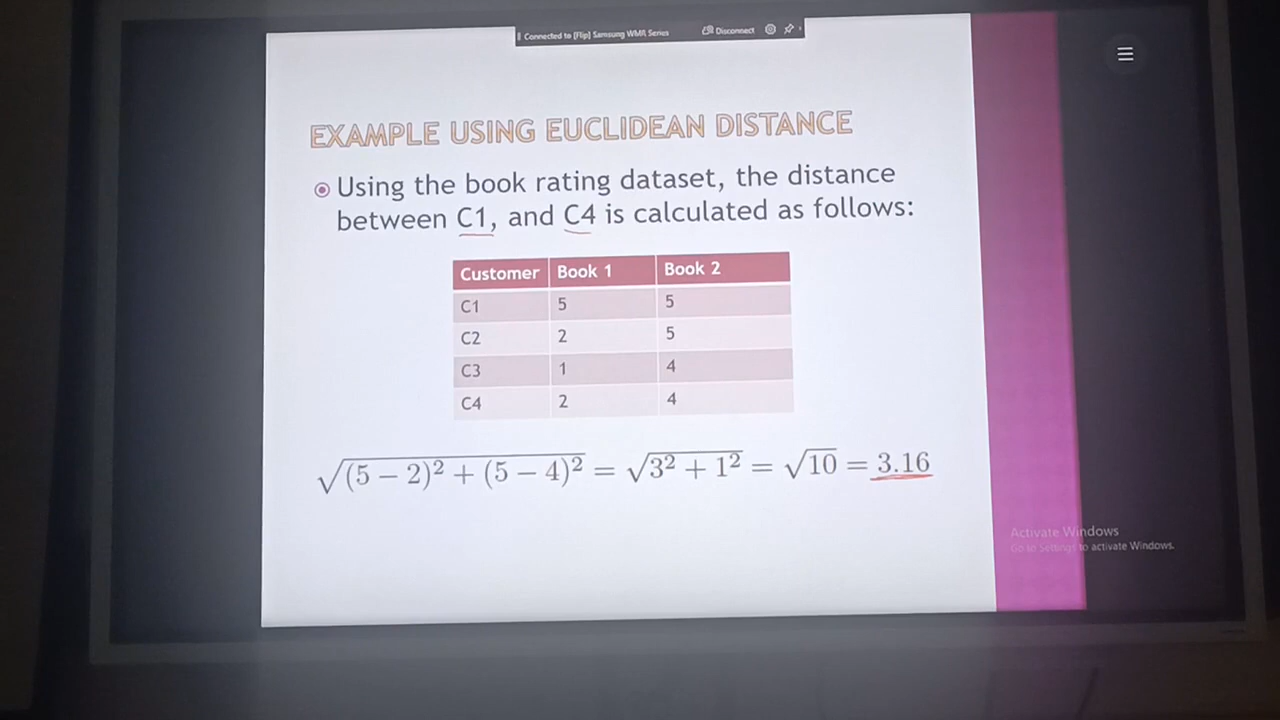 Connected to [Flip] Samsung WMR Series Disconnect
EXAMPLE USING EUCLIDEAN DISTANCE
Using the book rating dataset, the distance
between C1, and C4 is calculated as follows:
Customer Book 1 Book 2
C1 5 5
C2 2 5
C3 1 4
C4 2 4
√(5 − 2)² + (5 − 4)² = √3² + 1² = √10 = 3.16
Activate Windows
Go to Settings to activate Windows.